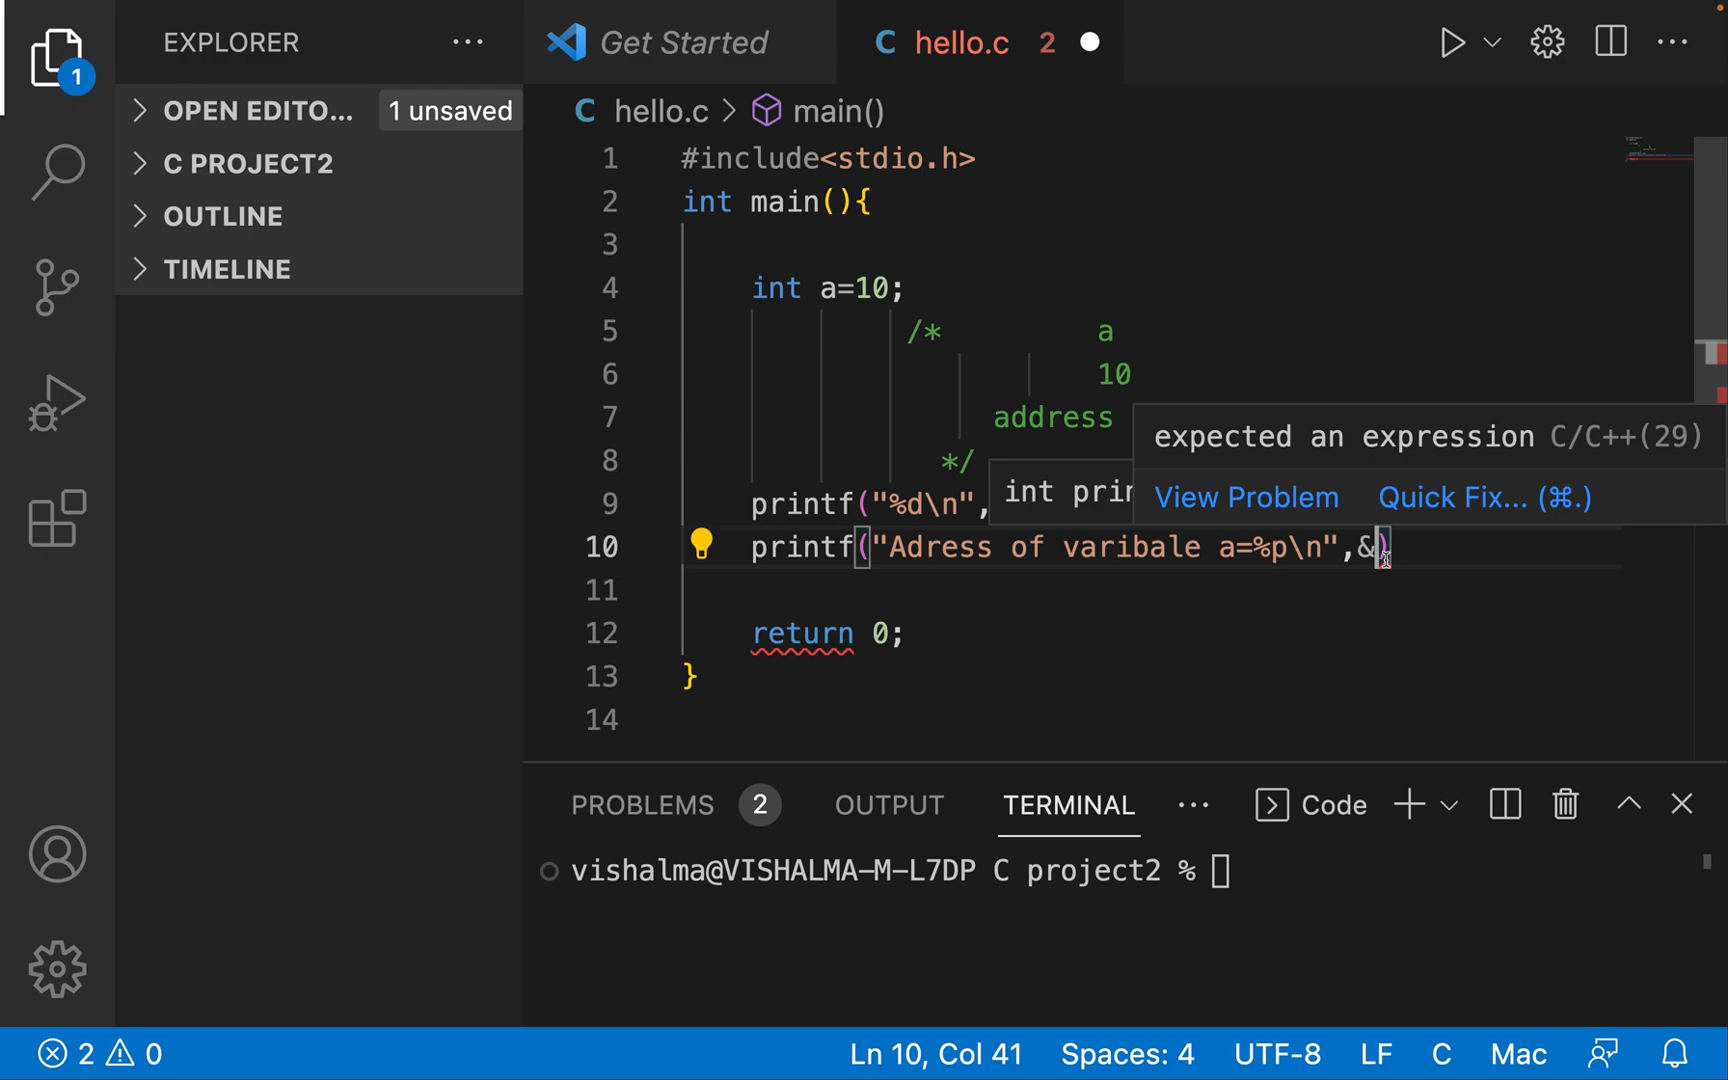 EXPLORER
Get Started
C hello.c 2
1
OPEN EDITO... 1 unsaved
C PROJECT2
OUTLINE
TIMELINE
C hello.c > main()
1 #include<stdio.h>
2 int main(){
3
4 int a=10;
5 /* a
6 10
7 address
8 */
9 printf("%d\n",
int prin
expected an expression C/C++(29)
View Problem Quick Fix... (⌘.)
10 printf("Adress of varibale a=%p\n",&)
11
12 return 0;
13 }
14
PROBLEMS 2 OUTPUT TERMINAL ... Code
vishalma@VISHALMA-M-L7DP C project2 %
2 0 Ln 10, Col 41 Spaces: 4 UTF-8 LF C Mac